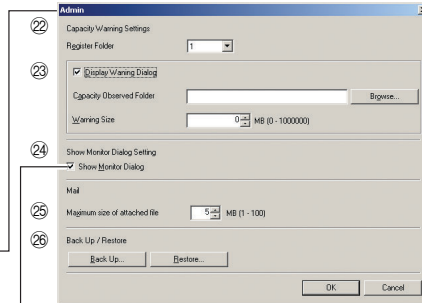 Admin
22 Capacity Warning Settings
Register Folder 1
23 Display Waning Dialog
Capacity Observed Folder Browse...
Warning Size 0 MB (0 - 1000000)
24 Show Monitor Dialog Setting
Show Monitor Dialog
Mail
25 Maximum size of attached file 5 MB (1 - 100)
26 Back Up / Restore
Back Up... Restore...
OK Cancel